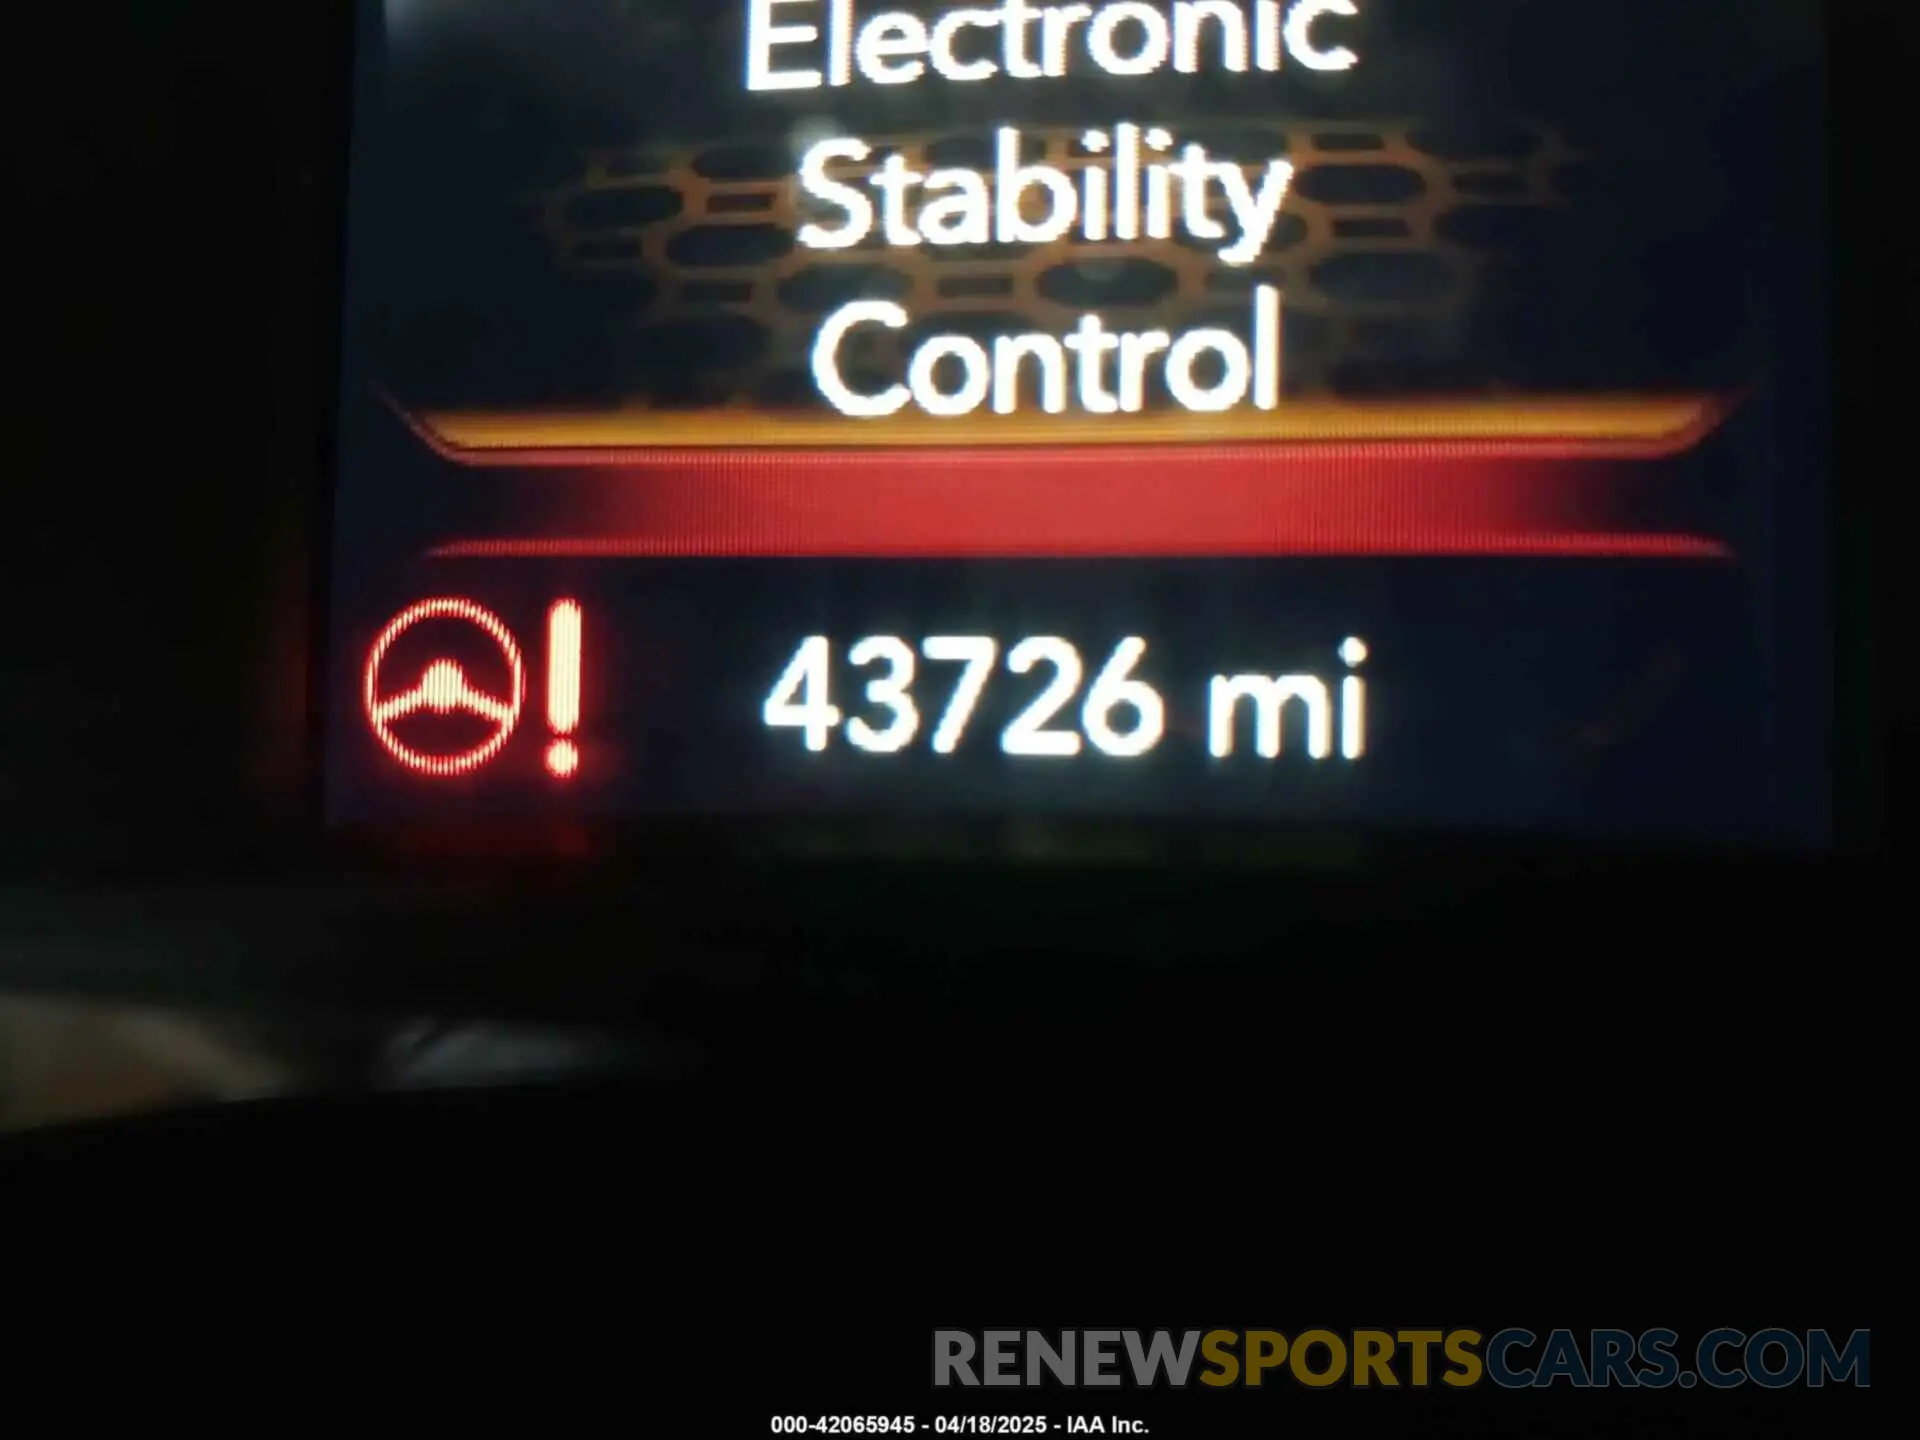 Electronic
Stability
Control
43726 mi
RENEWSPORTSCARS.COM
000-42065945 - 04/18/2025 - IAA Inc.